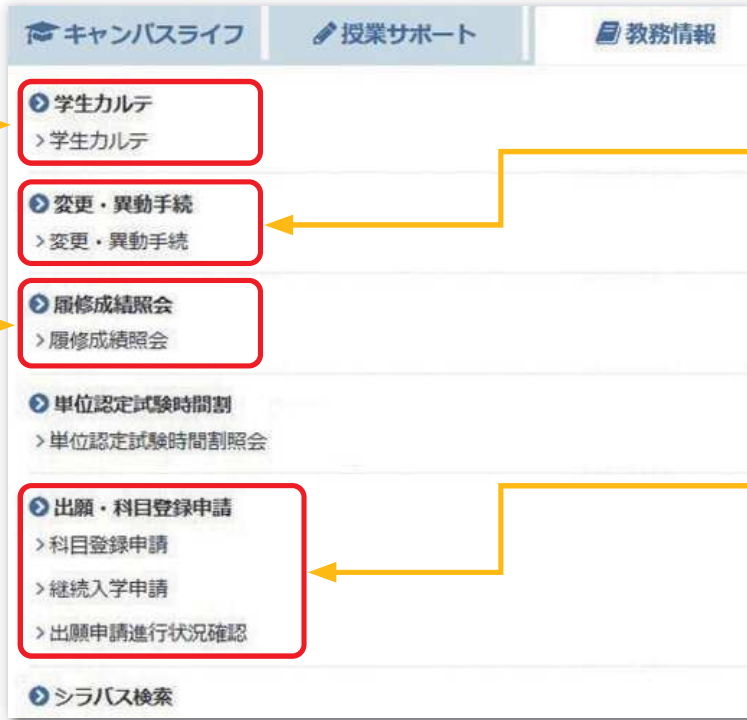 キャンパスライフ 授業サポート 教務情報
学生カルテ
>学生カルテ
変更・異動手続
>変更・異動手続
履修成績照会
>履修成績照会
単位認定試験時間割
>単位認定試験時間割照会
出願・科目登録申請
>科目登録申請
>継続入学申請
>出願申請進行状況確認
シラバス検索